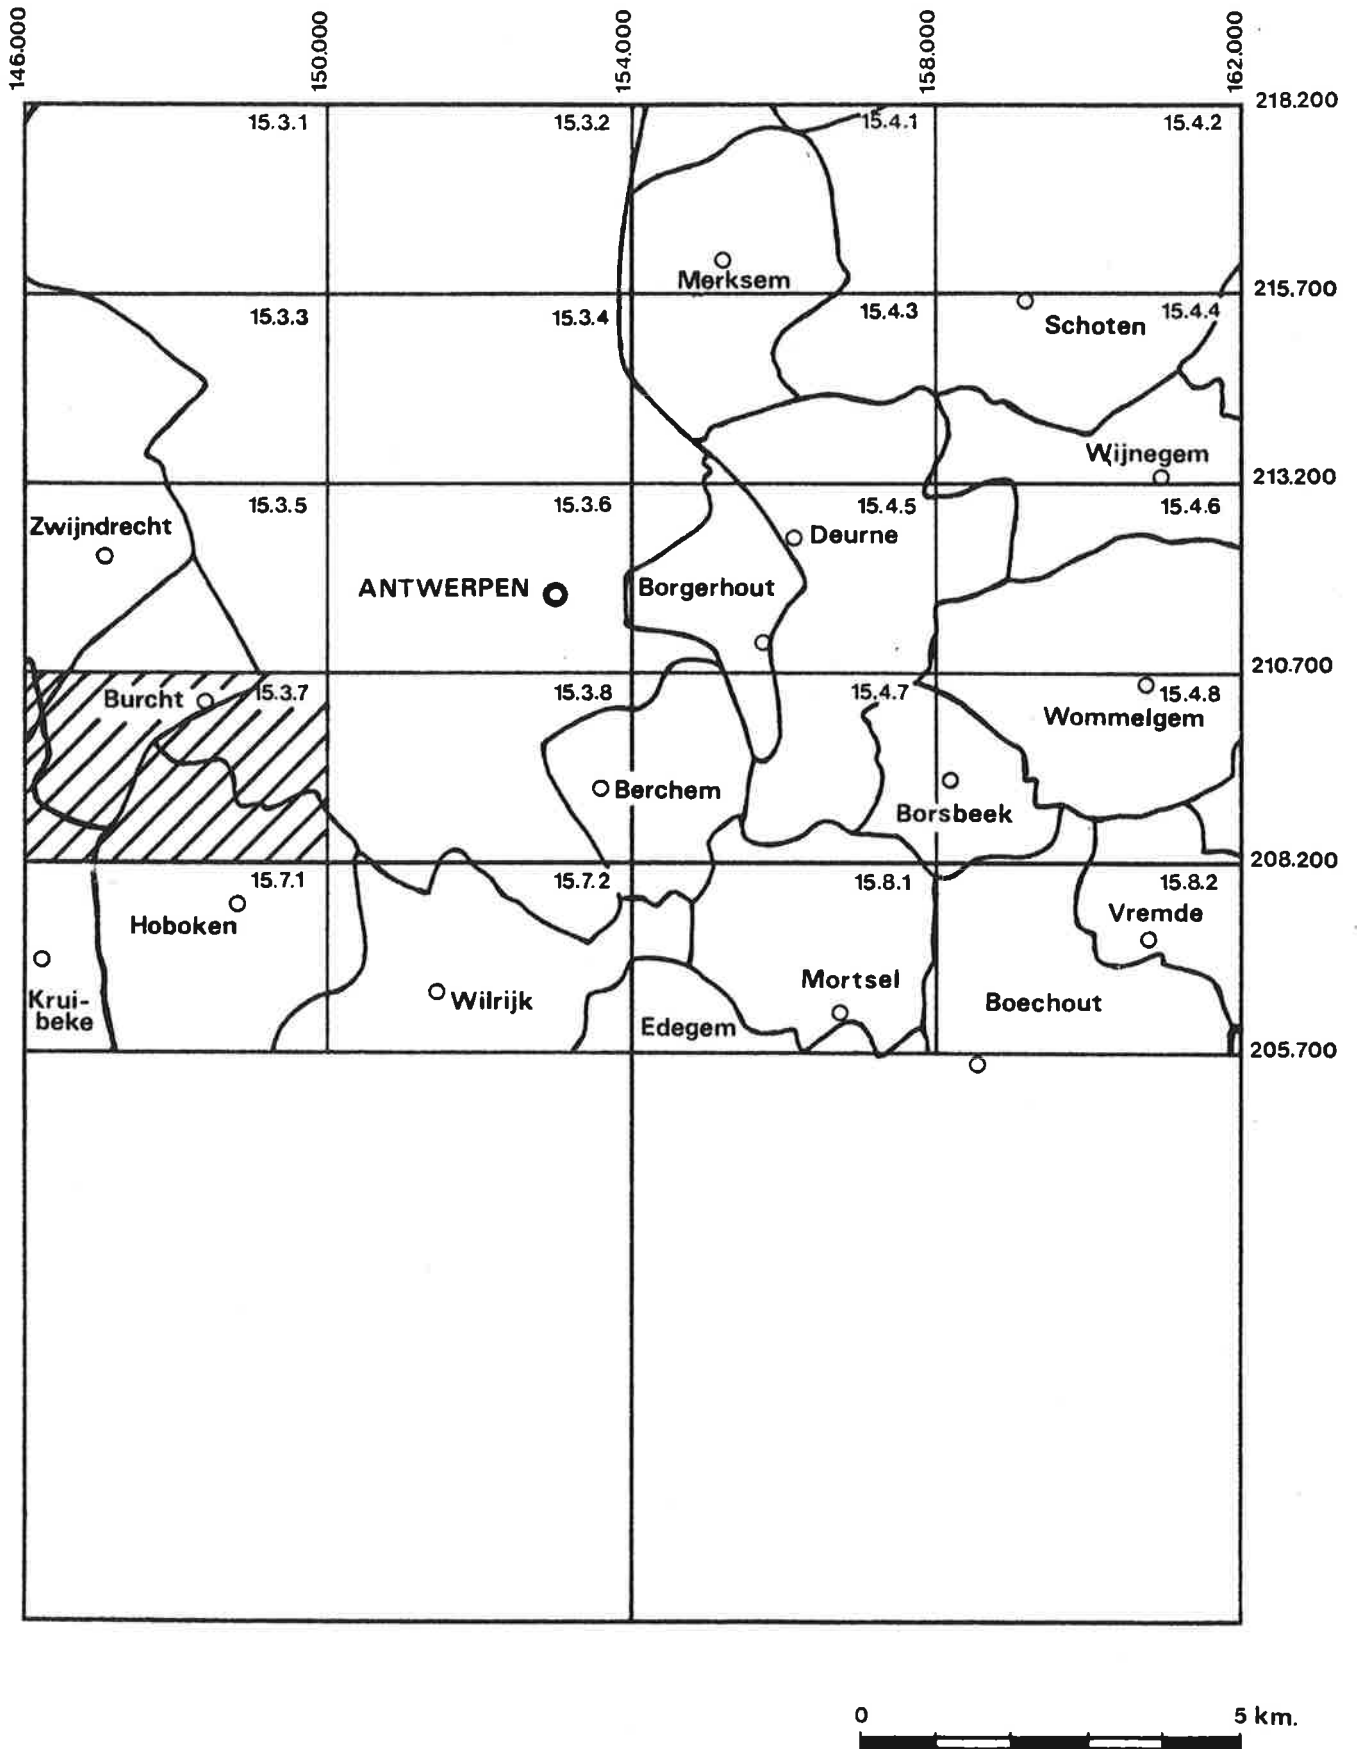 146.000
150.000
154.000
158.000
162.000
218.200
15.3.1
15.3.2
15.4.1
15.4.2
Merksem
215.700
15.3.3
15.3.4
15.4.3
15.4.4
Schoten
Wijnegem
213.200
15.3.5
15.3.6
15.4.5
15.4.6
Zwijndrecht
Deurne
ANTWERPEN
Borgerhout
210.700
Burcht
15.3.7
15.3.8
15.4.7
15.4.8
Wommelgem
Berchem
Borsbeek
208.200
15.7.1
15.7.2
15.8.1
15.8.2
Hoboken
Vremde
Mortsel
Krui-
beke
Wilrijk
Edegem
Boechout
205.700
0
5 km.